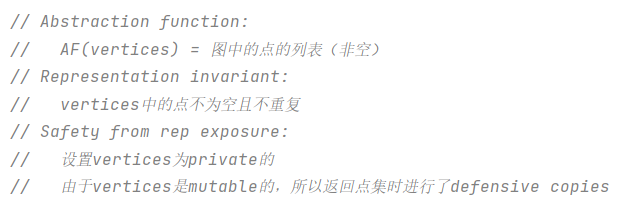 // Abstraction function:
//   AF(vertices) = 图中的点的列表（非空）
// Representation invariant:
//   vertices中的点不为空且不重复
// Safety from rep exposure:
//   设置vertices为private的
//   由于vertices是mutable的，所以返回点集时进行了defensive copies